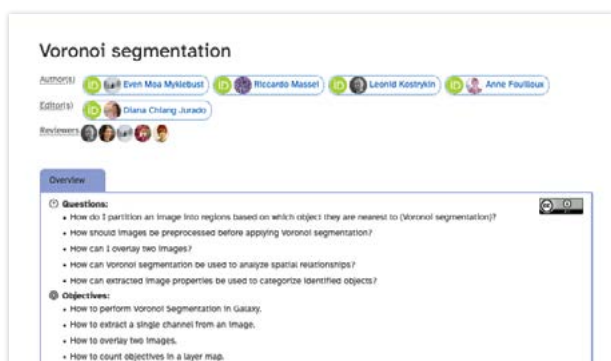 Voronoi segmentation
Author(s) Even Moa Myklebust Riccardo Massei Leonid Kostrykin Anne Fouilloux
Editor(s) Diana Chiang Jurado
Reviewers
Overview
Questions:
• How do I partition an image into regions based on which object they are nearest to (Voronoi segmentation)?
• How should images be preprocessed before applying Voronoi segmentation?
• How can I overlay two images?
• How can Voronoi segmentation be used to analyze spatial relationships?
• How can extracted image properties be used to categorize identified objects?
Objectives:
• How to perform Voronoi Segmentation in Galaxy.
• How to extract a single channel from an image.
• How to overlay two images.
• How to count objectives in a layer map.